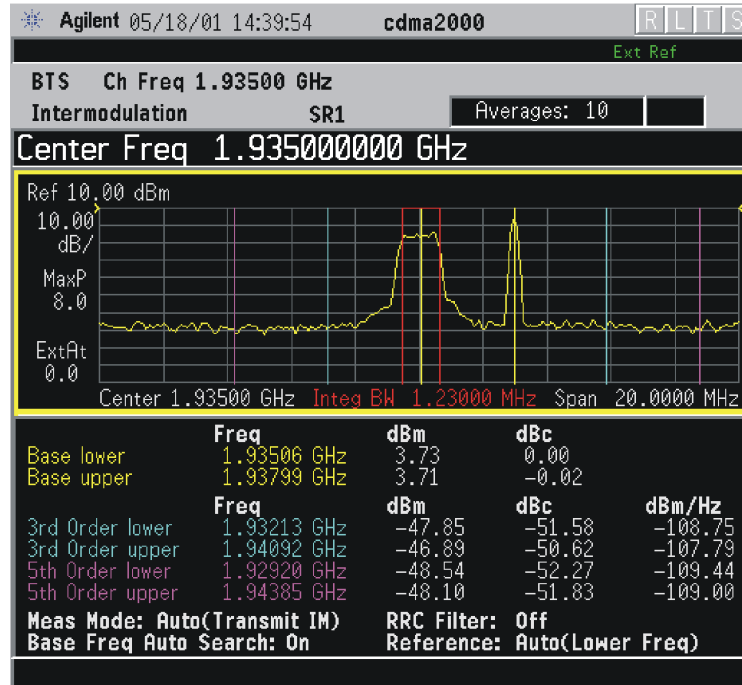 Agilent 05/18/01 14:39:54 cdma2000 R L T S
Ext Ref
BTS Ch Freq 1.93500 GHz
Intermodulation SR1 Averages: 10
Center Freq 1.935000000 GHz
Ref 10.00 dBm
10.00
dB/
MaxP
8.0
ExtAt
0.0
Center 1.93500 GHz Integ BW 1.23000 MHz Span 20.0000 MHz
Freq dBm dBc
Base lower 1.93506 GHz 3.73 0.00
Base upper 1.93799 GHz 3.71 -0.02
Freq dBm dBc dBm/Hz
3rd Order lower 1.93213 GHz -47.85 -51.58 -108.75
3rd Order upper 1.94092 GHz -46.89 -50.62 -107.79
5th Order lower 1.92920 GHz -48.54 -52.27 -109.44
5th Order upper 1.94385 GHz -48.10 -51.83 -109.00
Meas Mode: Auto(Transmit IM) RRC Filter: Off
Base Freq Auto Search: On Reference: Auto(Lower Freq)